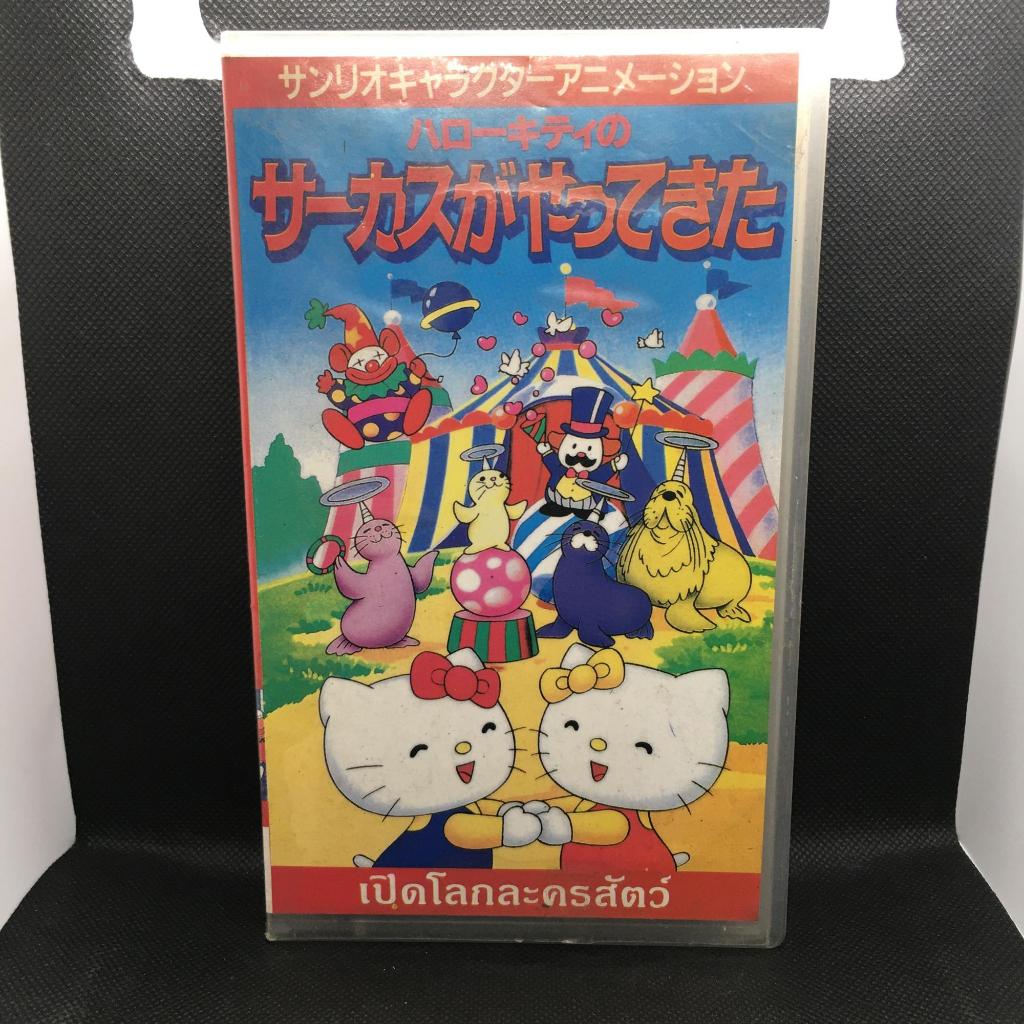 サンリオキャラクターアニメーション
ハローキティの
サーカスがやってきた
เปิดโลกละครสัตว์